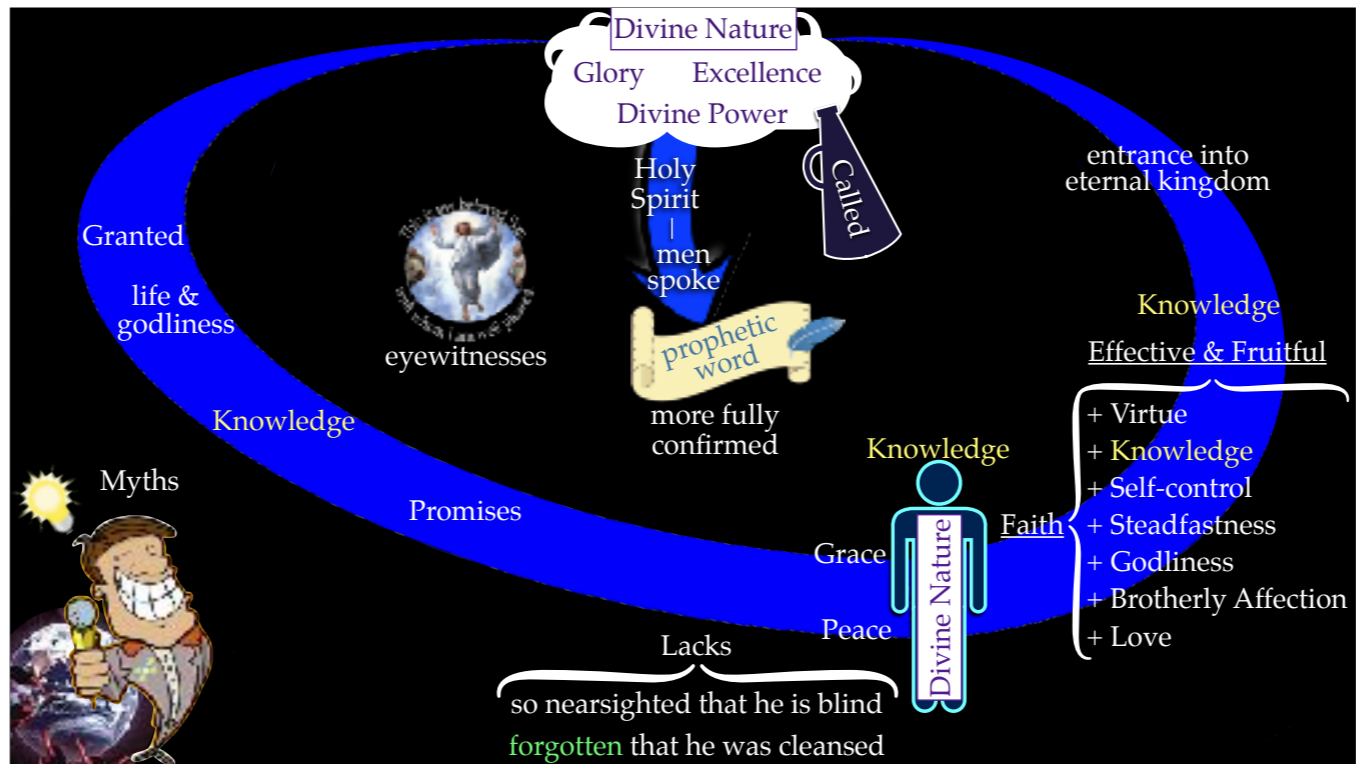 Divine Nature
Glory Excellence
Divine Power
Called
Holy
Spirit
|
men
spoke
prophetic
word
more fully
confirmed
eyewitnesses
Granted
life &
godliness
Knowledge
Promises
Grace
Peace
Myths
Knowledge
Divine Nature
Faith
+ Virtue
+ Knowledge
+ Self-control
+ Steadfastness
+ Godliness
+ Brotherly Affection
+ Love
Effective & Fruitful
Knowledge
entrance into
eternal kingdom
Lacks
so nearsighted that he is blind
forgotten that he was cleansed